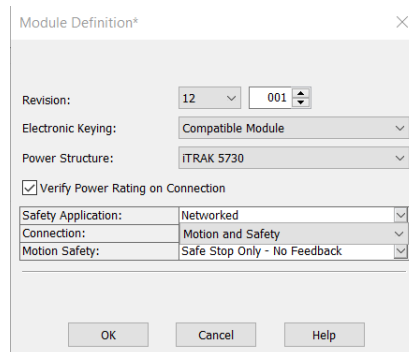 Module Definition*
Revision: 12 001
Electronic Keying: Compatible Module
Power Structure: iTRAK 5730
Verify Power Rating on Connection
Safety Application: Networked
Connection: Motion and Safety
Motion Safety: Safe Stop Only - No Feedback
OK Cancel Help